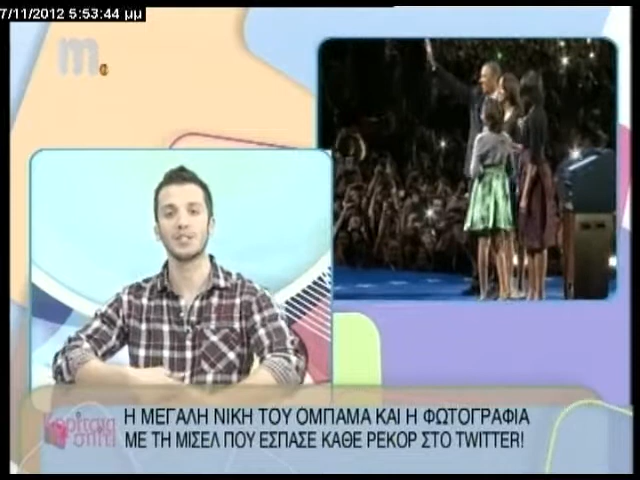 7/11/2012 5:53:44 μμ
m.
Η ΜΕΓΑΛΗ ΝΙΚΗ ΤΟΥ ΟΜΠΑΜΑ ΚΑΙ Η ΦΩΤΟΓΡΑΦΙΑ
ΜΕ ΤΗ ΜΙΣΕΛ ΠΟΥ ΕΣΠΑΣΕ ΚΑΘΕ ΡΕΚΟΡ ΣΤΟ TWITTER!